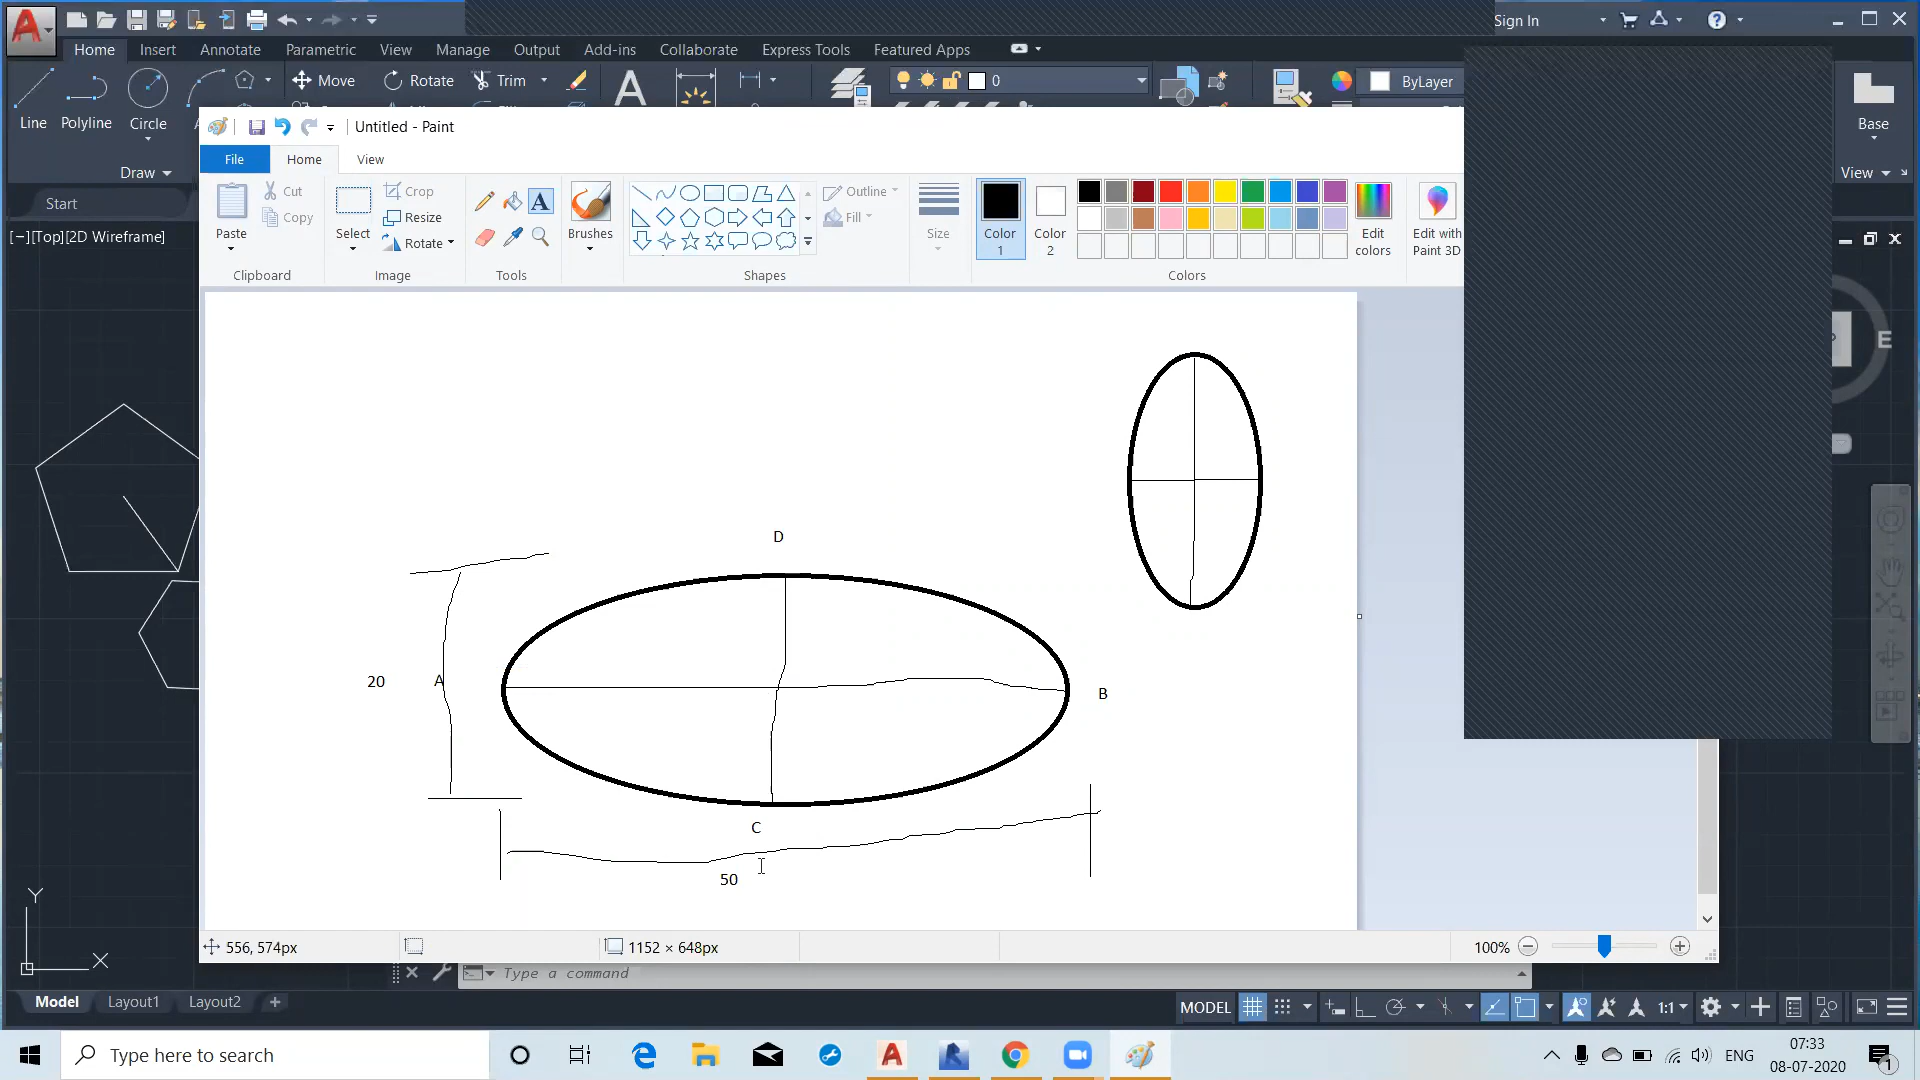 Sign In
Home Insert Annotate Parametric View Manage Output Add-ins Collaborate Express Tools Featured Apps
Move Rotate Trim 0 ByLayer
Line Polyline Circle Base
Draw View
Untitled - Paint
File Home View
Cut Crop Outline
Copy Resize Fill
Paste Select Rotate Brushes Size Color 1 Color 2 Edit colors Edit with Paint 3D
Clipboard Image Tools Shapes Colors
Start
[−][Top][2D Wireframe]
E
D
20 A B
C
50
Y
X
556, 574px 1152 × 648px 100%
Type a command
Model Layout1 Layout2 MODEL 1:1
Type here to search ENG 07:33
08-07-2020 1